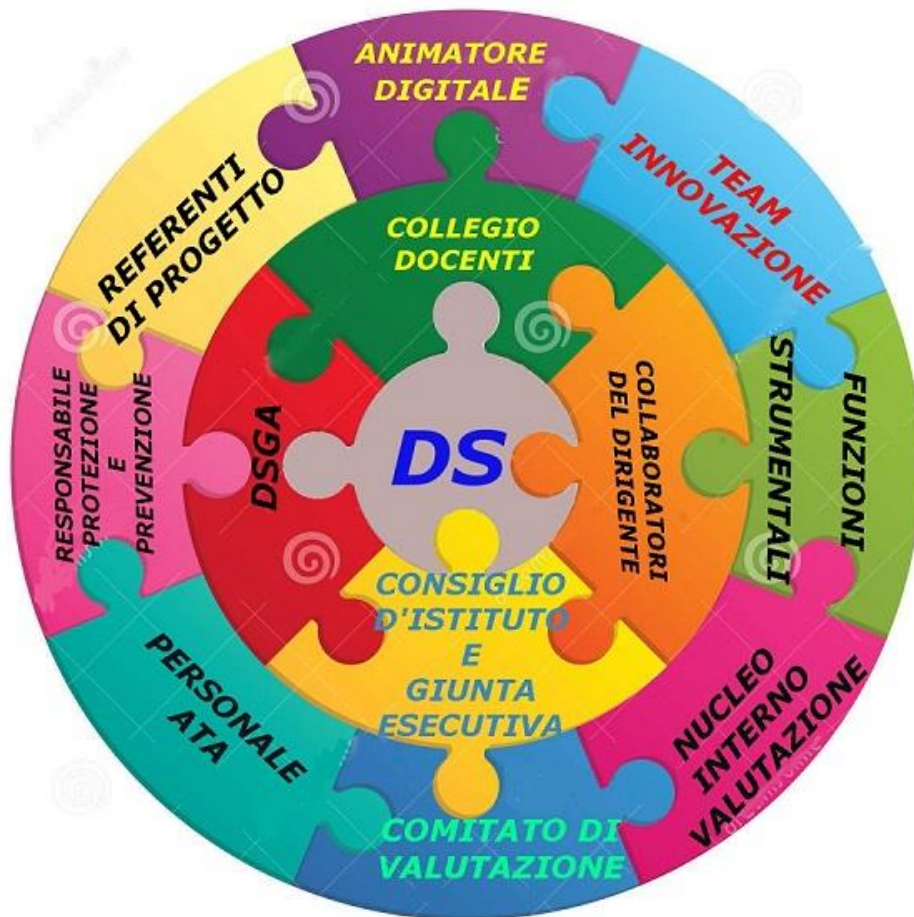 ANIMATORE
DIGITALE
TEAM
INNOVAZIONE
REFERENTI
DI PROGETTO
COLLEGIO
DOCENTI
FUNZIONI
STRUMENTALI
COLLABORATORI
DEL DIRIGENTE
DS
DSGA
RESPONSABILE
PROTEZIONE
E
PREVENZIONE
CONSIGLIO
D'ISTITUTO
E
GIUNTA
ESECUTIVA
PERSONALE
ATA
NUCLEO
INTERNO
VALUTAZIONE
COMITATO DI
VALUTAZIONE